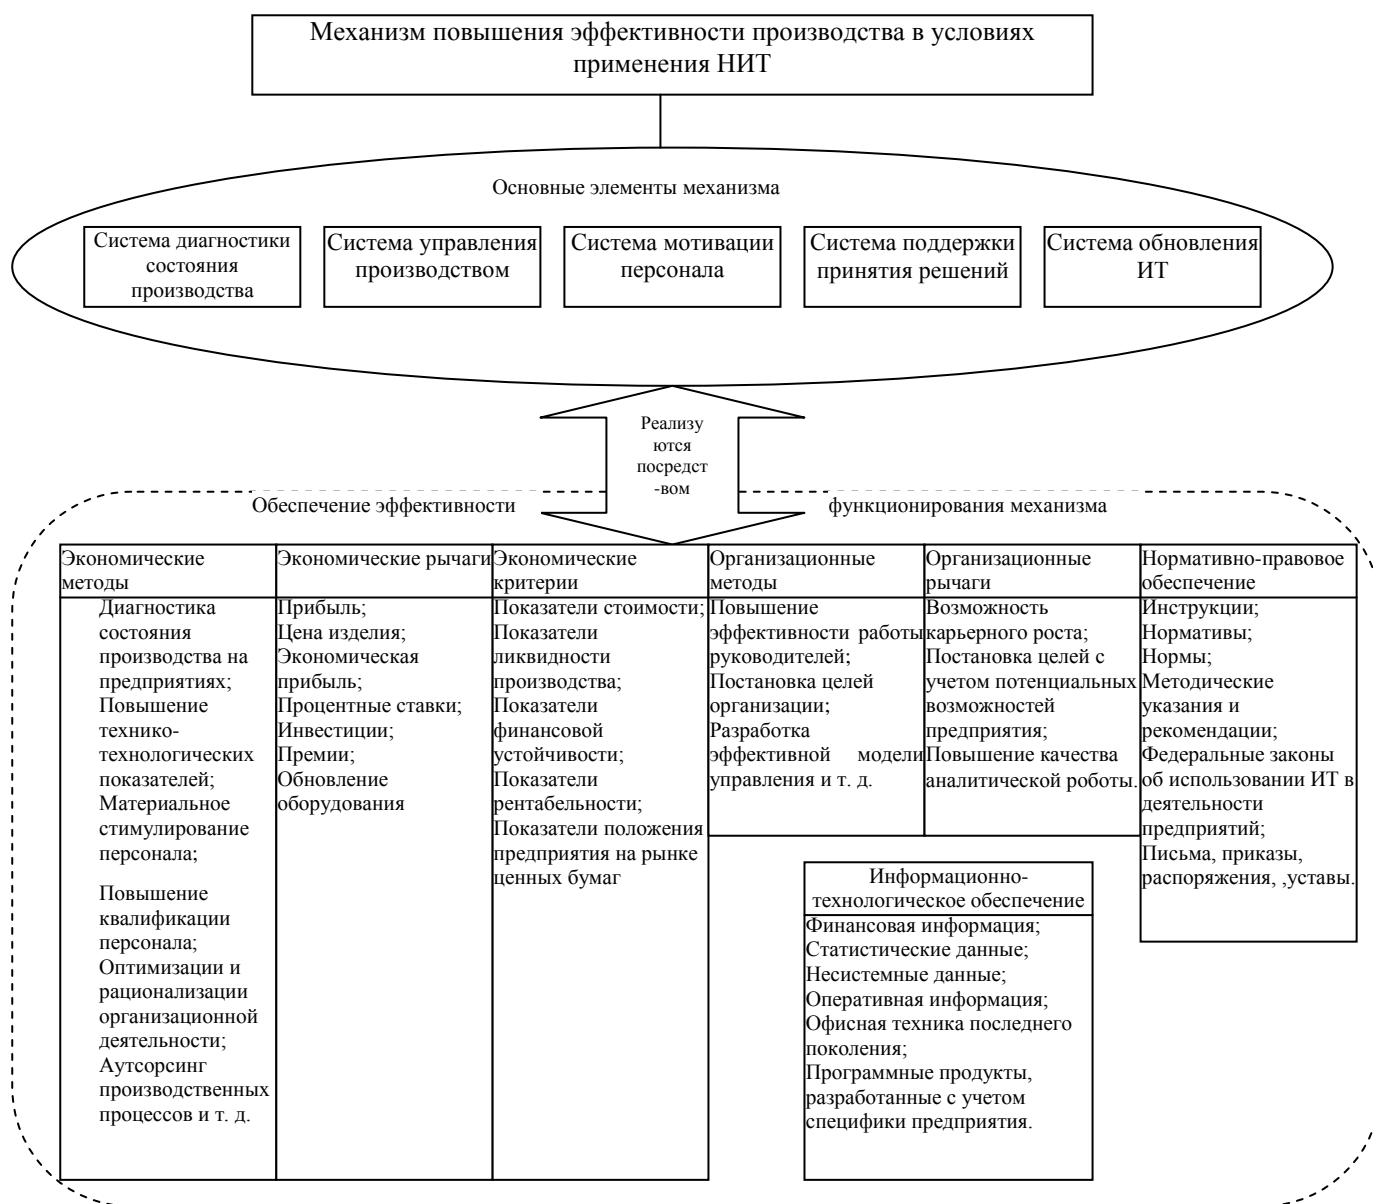 Механизм повышения эффективности производства в условиях
применения НИТ
Основные элементы механизма
Система диагностики
состояния
производства
Система управления
производством
Система мотивации
персонала
Система поддержки
принятия решений
Система обновления
ИТ
Реализу
ются
посредст
-вом
Обеспечение эффективности
функционирования механизма
Экономические
методы
Диагностика
состояния
производства на
предприятиях;
Повышение
технико-
технологических
показателей;
Материальное
стимулирование
персонала;
Повышение
квалификации
персонала;
Оптимизации и
рационализации
организационной
деятельности;
Аутсорсинг
производственных
процессов и т. д.
Экономические рычаги
Прибыль;
Цена изделия;
Экономическая
прибыль;
Процентные ставки;
Инвестиции;
Премии;
Обновление
оборудования
Экономические
критерии
Показатели стоимости;
Показатели
ликвидности
производства;
Показатели
финансовой
устойчивости;
Показатели
рентабельности;
Показатели положения
предприятия на рынке
ценных бумаг
Организационные
методы
Повышение
эффективности работы
руководителей;
Постановка целей
организации;
Разработка
эффективной модели
управления и т. д.
Организационные
рычаги
Возможность
карьерного роста;
Постановка целей с
учетом потенциальных
возможностей
предприятия;
Повышение качества
аналитической роботы.
Нормативно-правовое
обеспечение
Инструкции;
Нормативы;
Нормы;
Методические
указания и
рекомендации;
Федеральные законы
об использовании ИТ в
деятельности
предприятий;
Письма, приказы,
распоряжения, ,уставы.
Информационно-
технологическое обеспечение
Финансовая информация;
Статистические данные;
Несистемные данные;
Оперативная информация;
Офисная техника последнего
поколения;
Программные продукты,
разработанные с учетом
специфики предприятия.